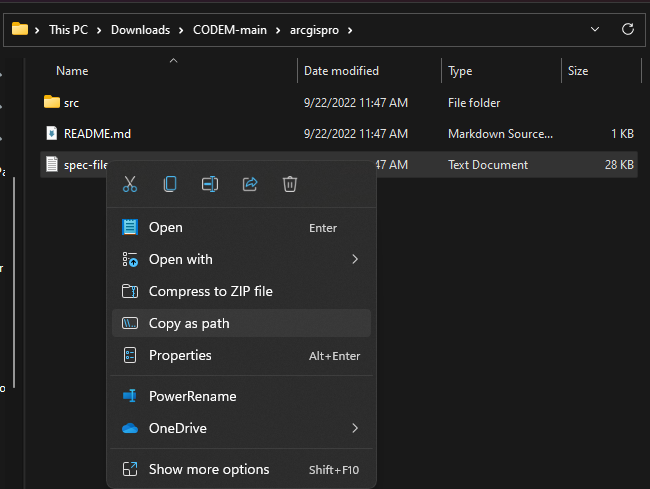 This PC > Downloads > CODEM-main > arcgispro >
Name Date modified Type Size
src 9/22/2022 11:47 AM File folder
README.md 9/22/2022 11:47 AM Markdown Source... 1 KB
spec-file 47 AM Text Document 28 KB
Open Enter
Open with >
Compress to ZIP file
Copy as path
Properties Alt+Enter
PowerRename
OneDrive >
Show more options Shift+F10